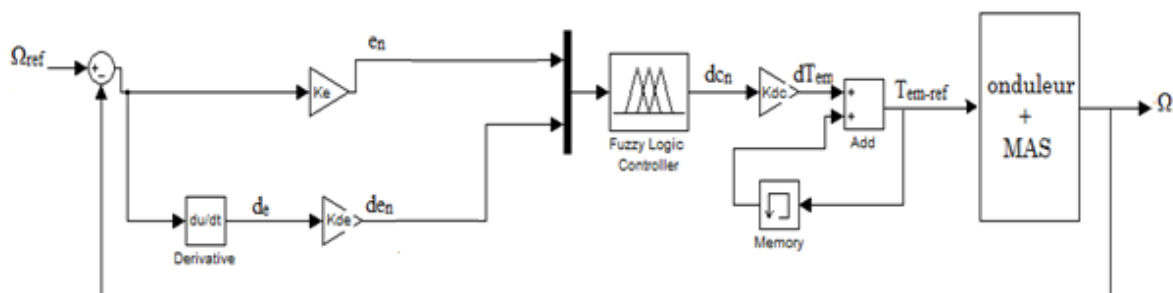 Ωref
+
-
Ke
en
du/dt
Derivative
de
Kde
den
Fuzzy Logic
Controller
dcn
Kdc
dTem
+
+
Add
Memory
Tem-ref
onduleur
+
MAS
Ω